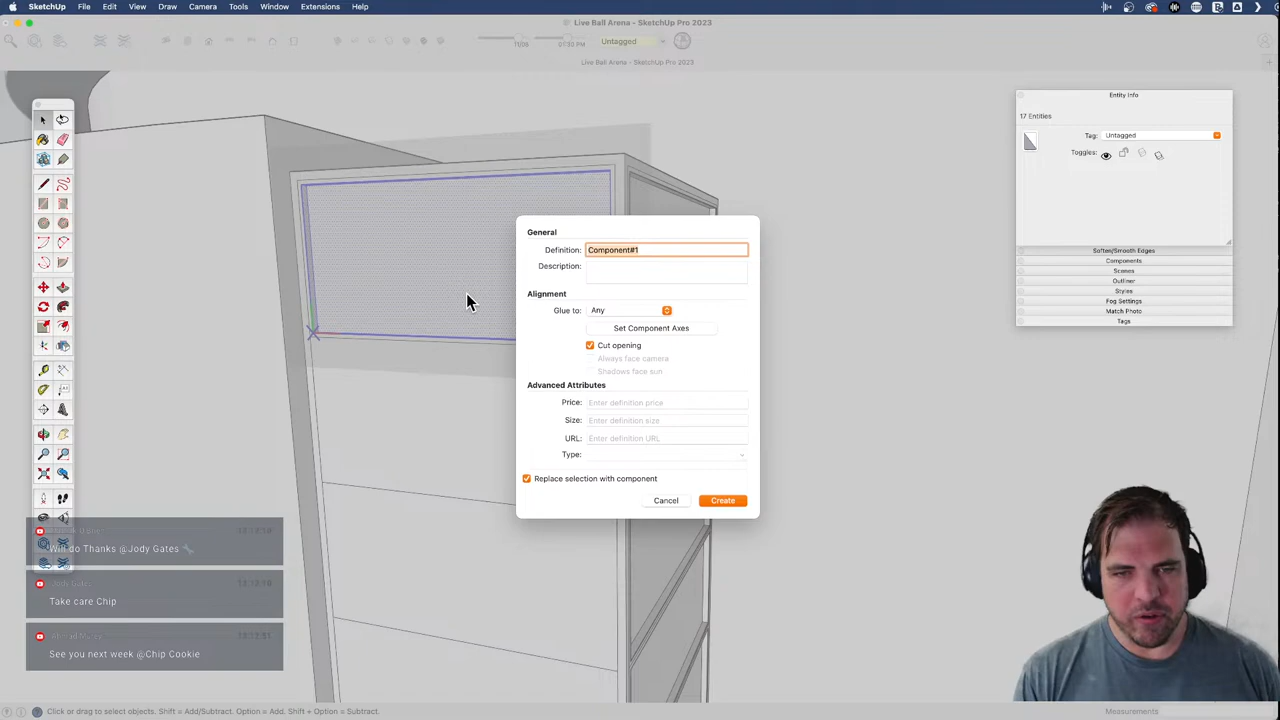 SketchUp File Edit View Draw Camera Tools Window Extensions Help
Live Ball Arena - SketchUp Pro 2023
11/06
01:30 PM
Untagged
Live Ball Arena - SketchUp Pro 2023
Entity Info
17 Entities
Tag: Untagged
Toggles:
Soften/Smooth Edges
Components
Scenes
Outliner
Styles
Fog Settings
Match Photo
Tags
General
Definition: Component#1
Description:
Alignment
Glue to: Any
Set Component Axes
Cut opening
Always face camera
Shadows face sun
Advanced Attributes
Price: Enter definition price
Size: Enter definition size
URL: Enter definition URL
Type:
Replace selection with component
Cancel Create
Will do Thanks @Jody Gates
Take care Chip
See you next week @Chip Cookie
Click or drag to select objects. Shift = Add/Subtract. Option = Add. Shift + Option = Subtract.
Measurements